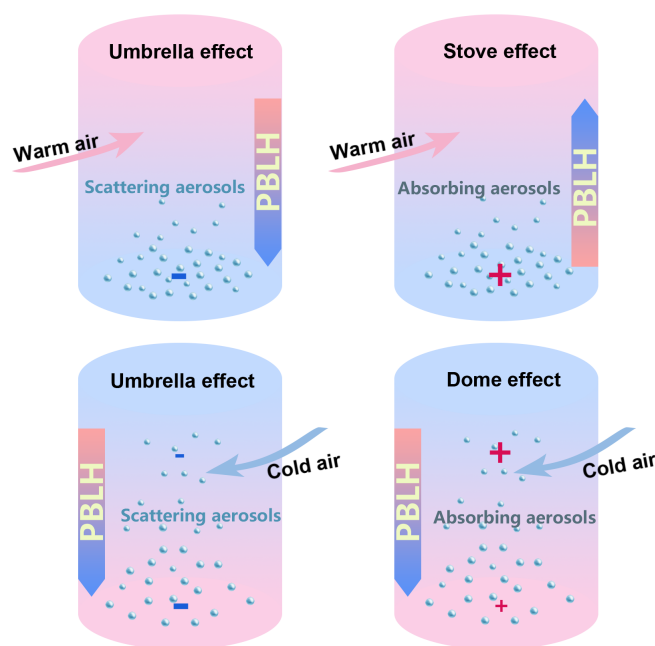 Umbrella effect
Warm air
PBLH
Scattering aerosols
-
Stove effect
Warm air
PBLH
Absorbing aerosols
+
Umbrella effect
-
Cold air
PBLH
Scattering aerosols
-
Dome effect
+
Cold air
PBLH
Absorbing aerosols
+